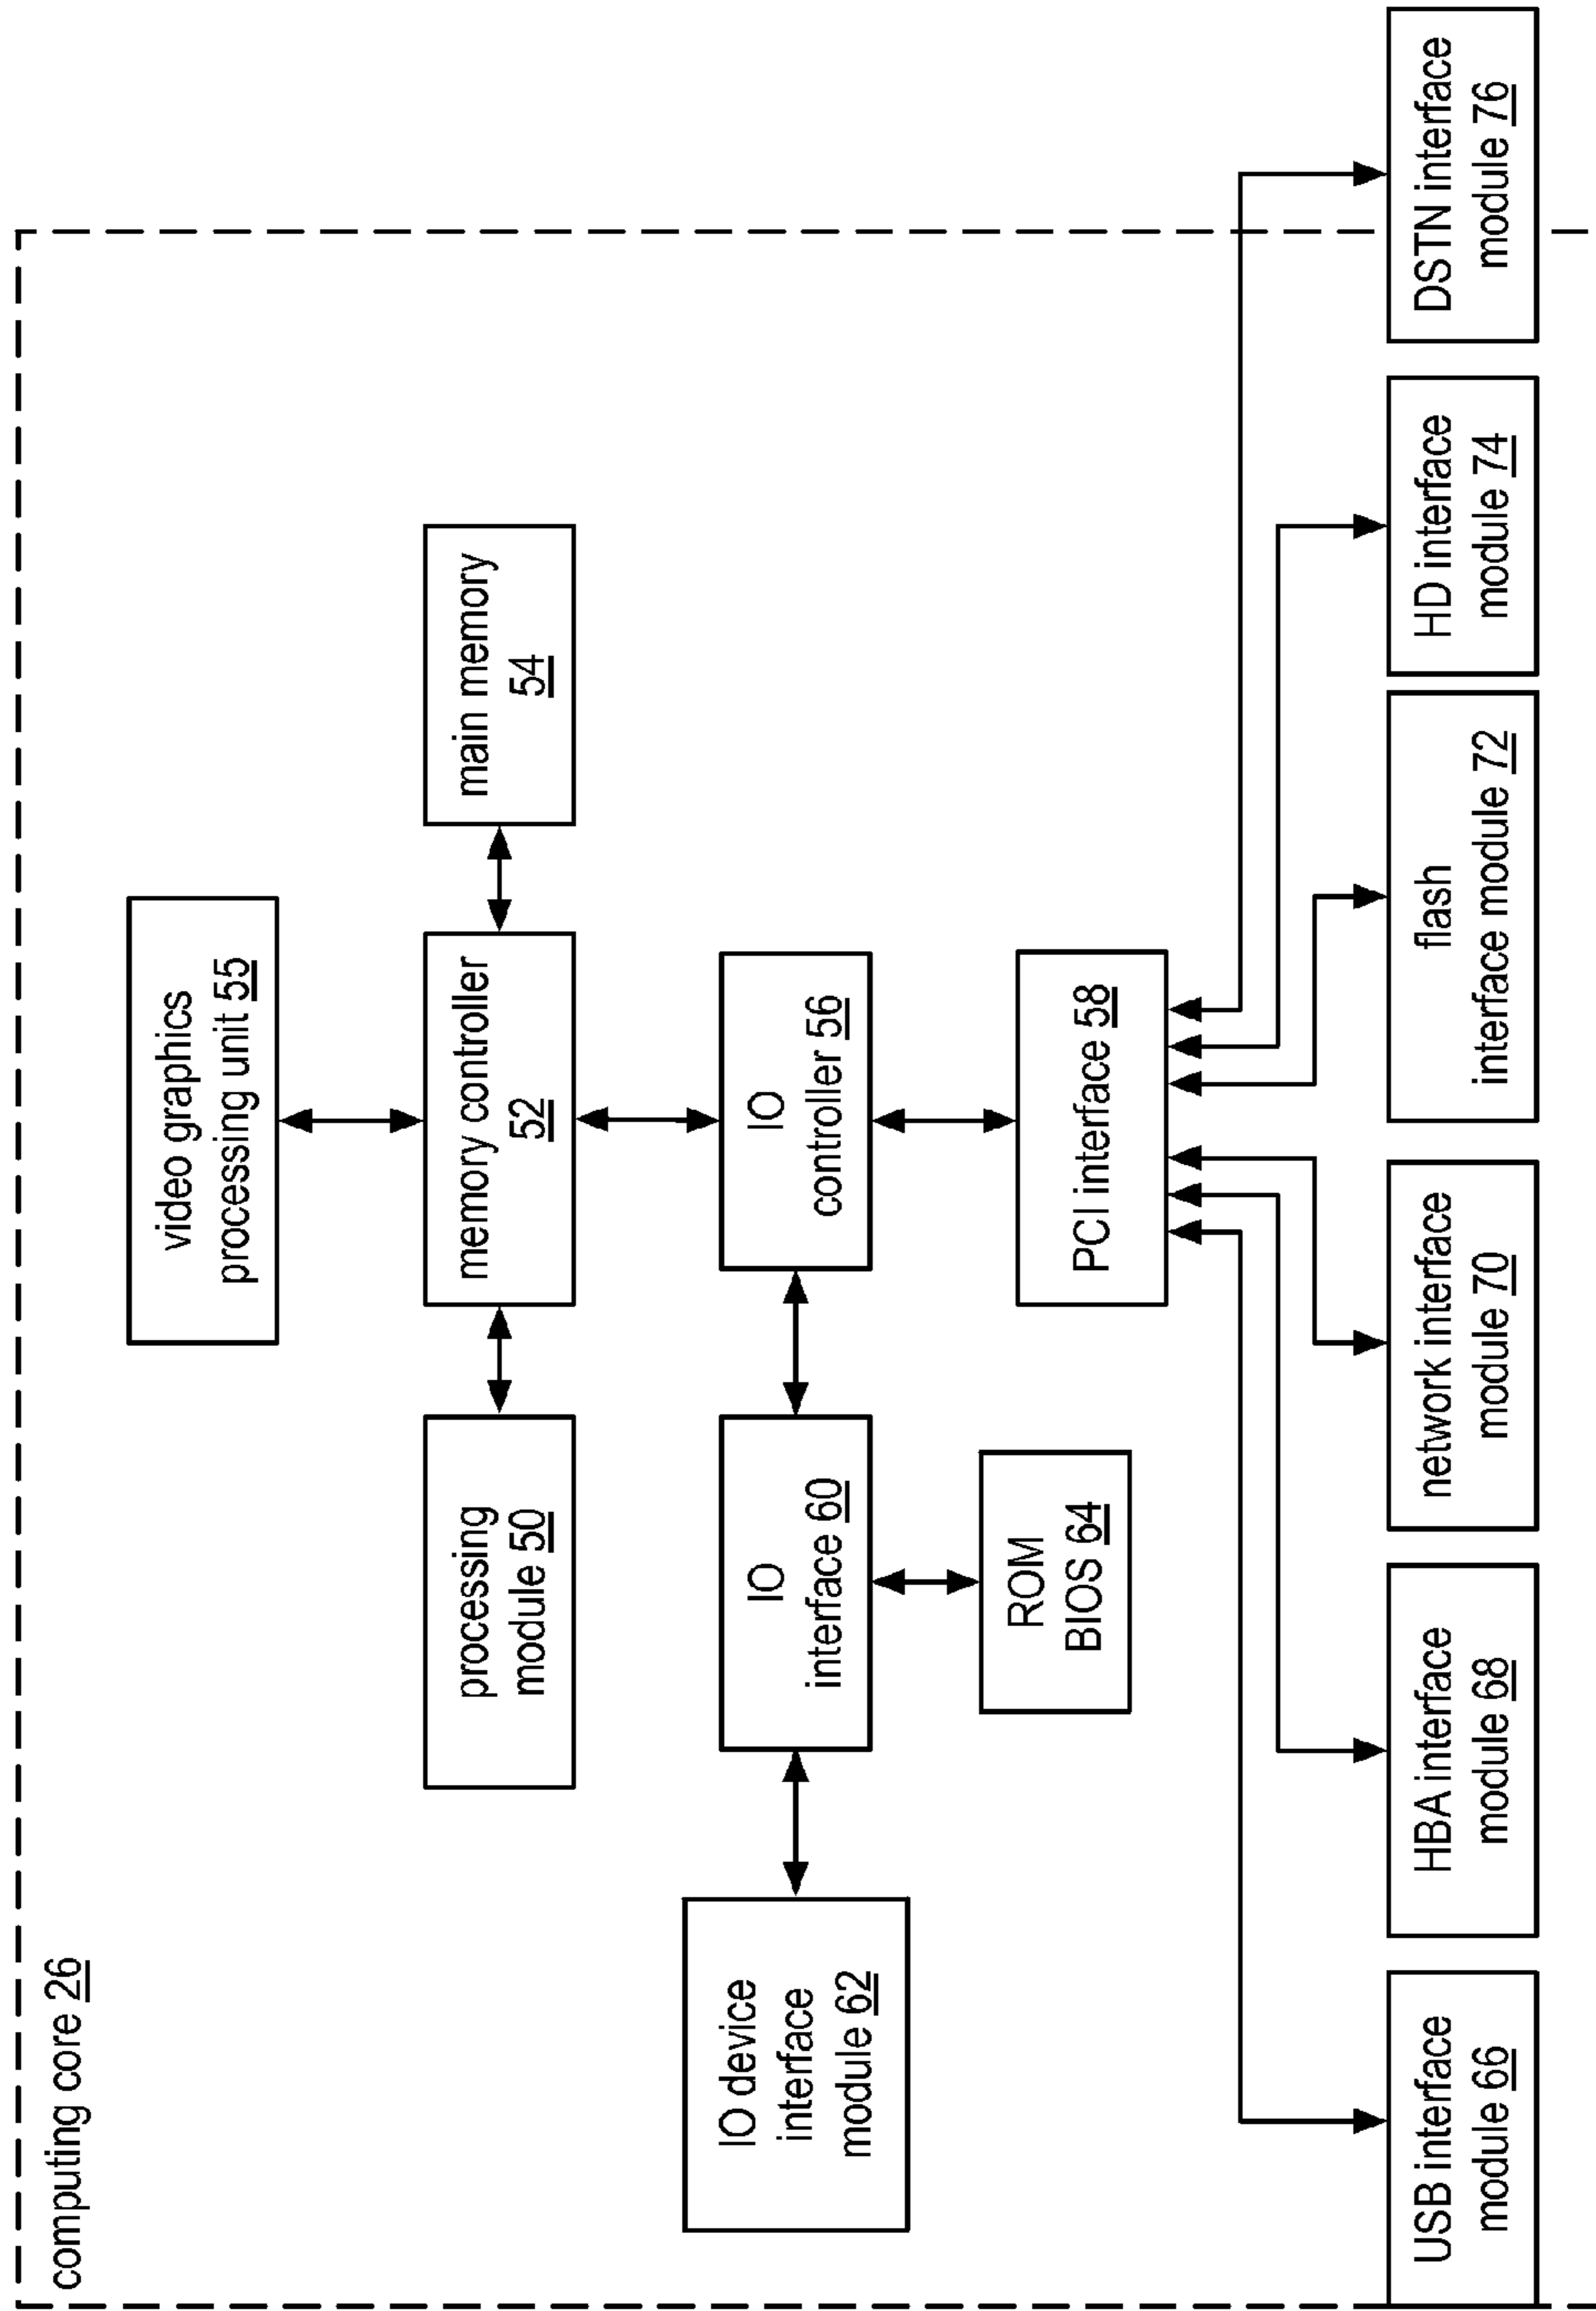 computing core 26
video graphics
processing unit 55
processing
module 50
memory controller
52
main memory
54
IO device
interface
module 62
IO
interface 60
IO
controller 56
ROM
BIOS 64
PCI interface 58
USB interface
module 66
HBA interface
module 68
network interface
module 70
flash
interface module 72
HD interface
module 74
DSTN interface
module 76